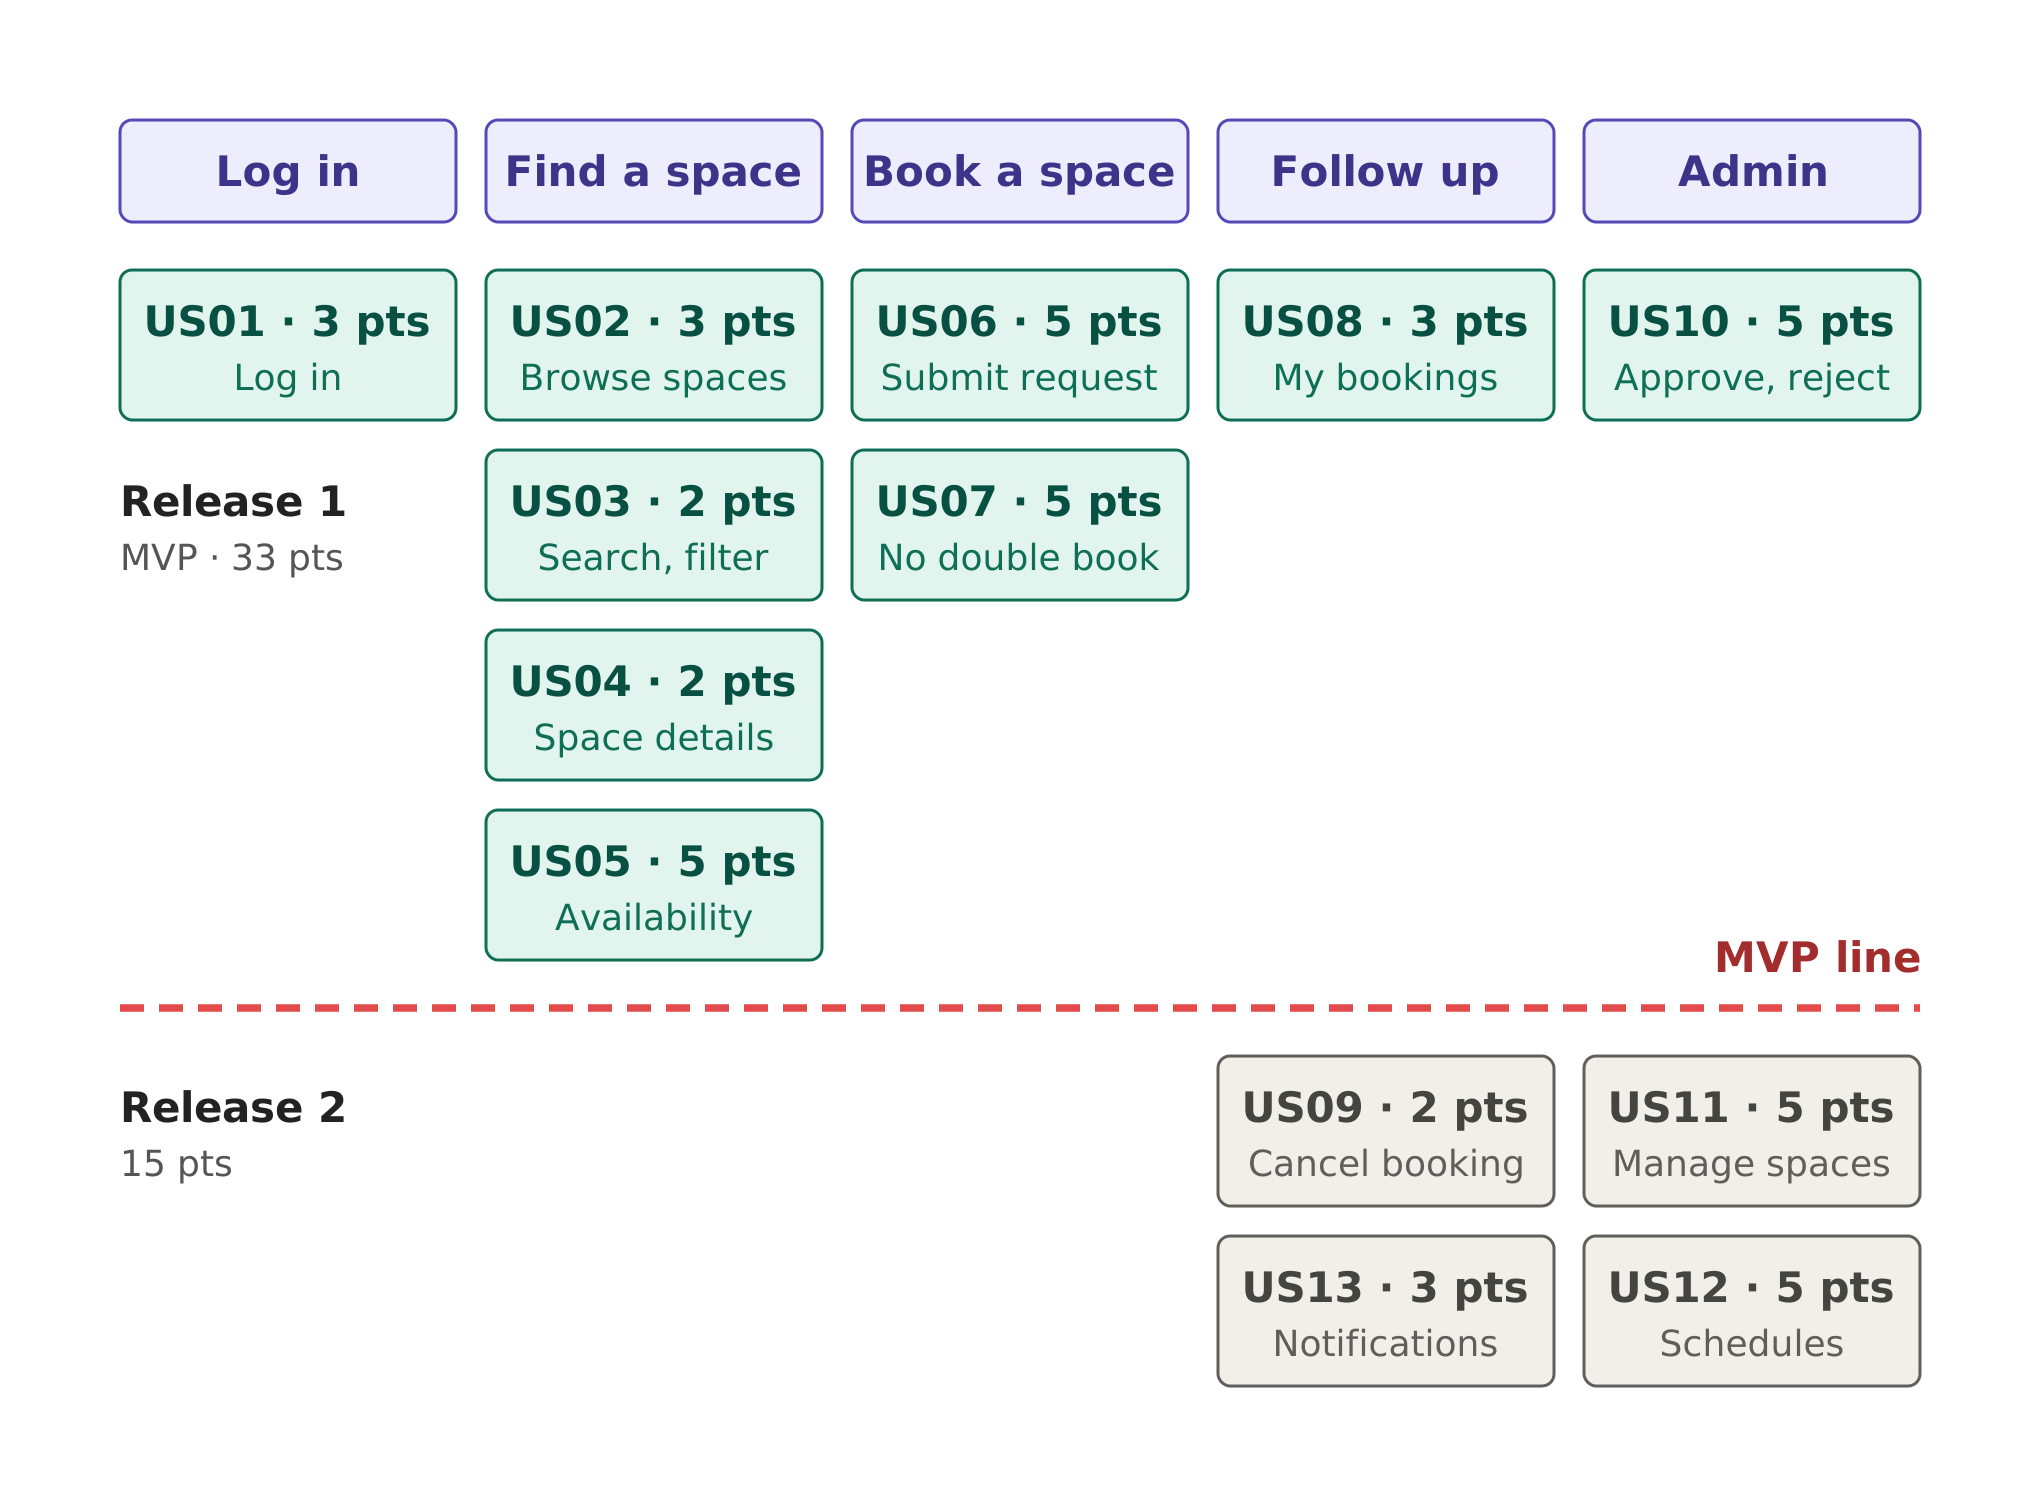 Log in
Find a space
Book a space
Follow up
Admin
US01 · 3 pts
Log in
US02 · 3 pts
Browse spaces
US06 · 5 pts
Submit request
US08 · 3 pts
My bookings
US10 · 5 pts
Approve, reject
Release 1
MVP · 33 pts
US03 · 2 pts
Search, filter
US07 · 5 pts
No double book
US04 · 2 pts
Space details
US05 · 5 pts
Availability
MVP line
Release 2
15 pts
US09 · 2 pts
Cancel booking
US11 · 5 pts
Manage spaces
US13 · 3 pts
Notifications
US12 · 5 pts
Schedules